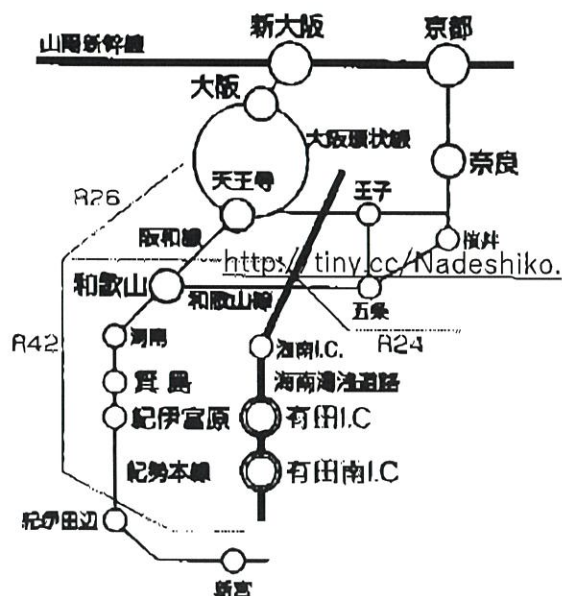 新大阪
京都
山陽新幹線
大阪
大阪環状線
奈良
天王寺
王子
R26
阪和線
桜井
http://tiny.cc/Nadeshiko.
和歌山
和歌山線
五条
R42
海南
海南I.C.
R24
海南湯浅道路
紀伊宮原
有田I.C
紀勢本線
有田南I.C
紀伊田辺
新宮